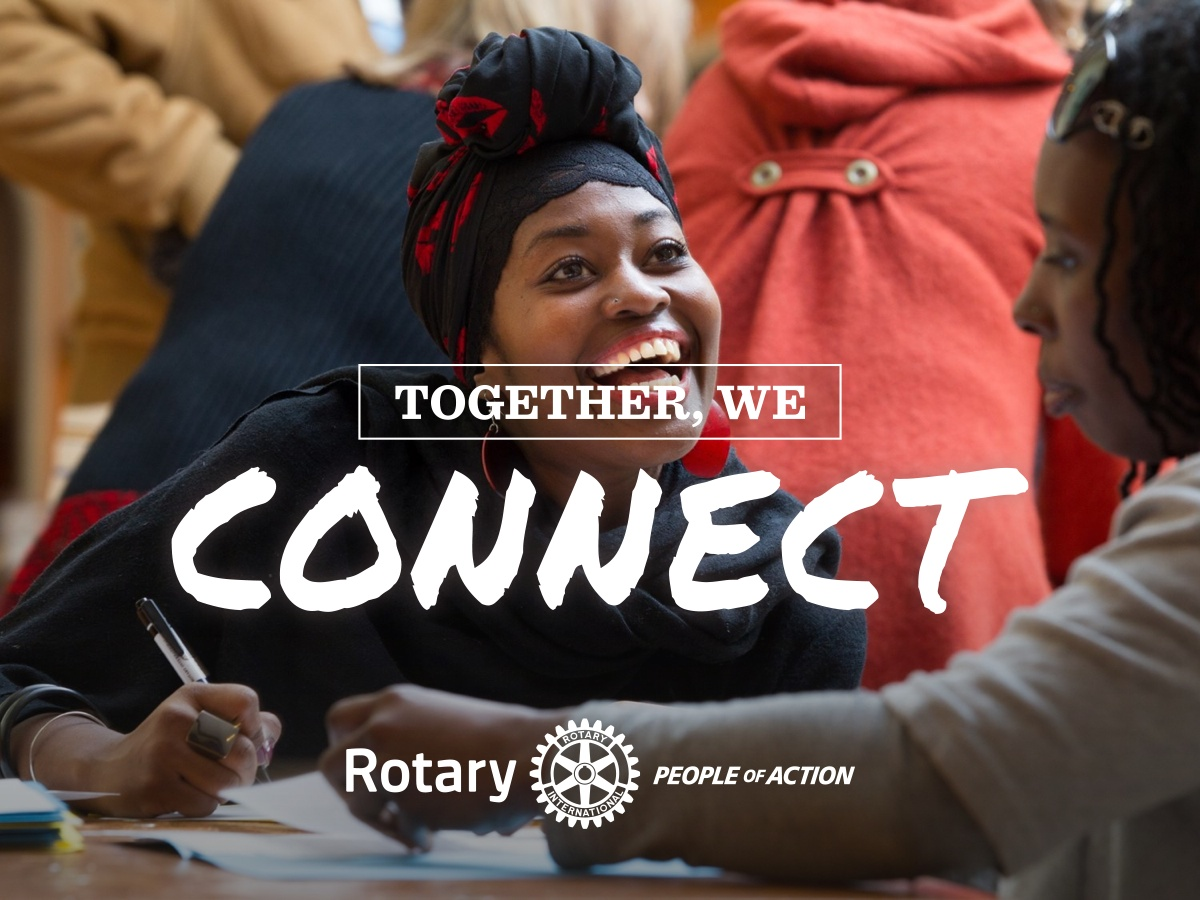 TOGETHER, WE
CONNECT
Rotary
ROTARY
INTERNATIONAL
PEOPLE OF ACTION